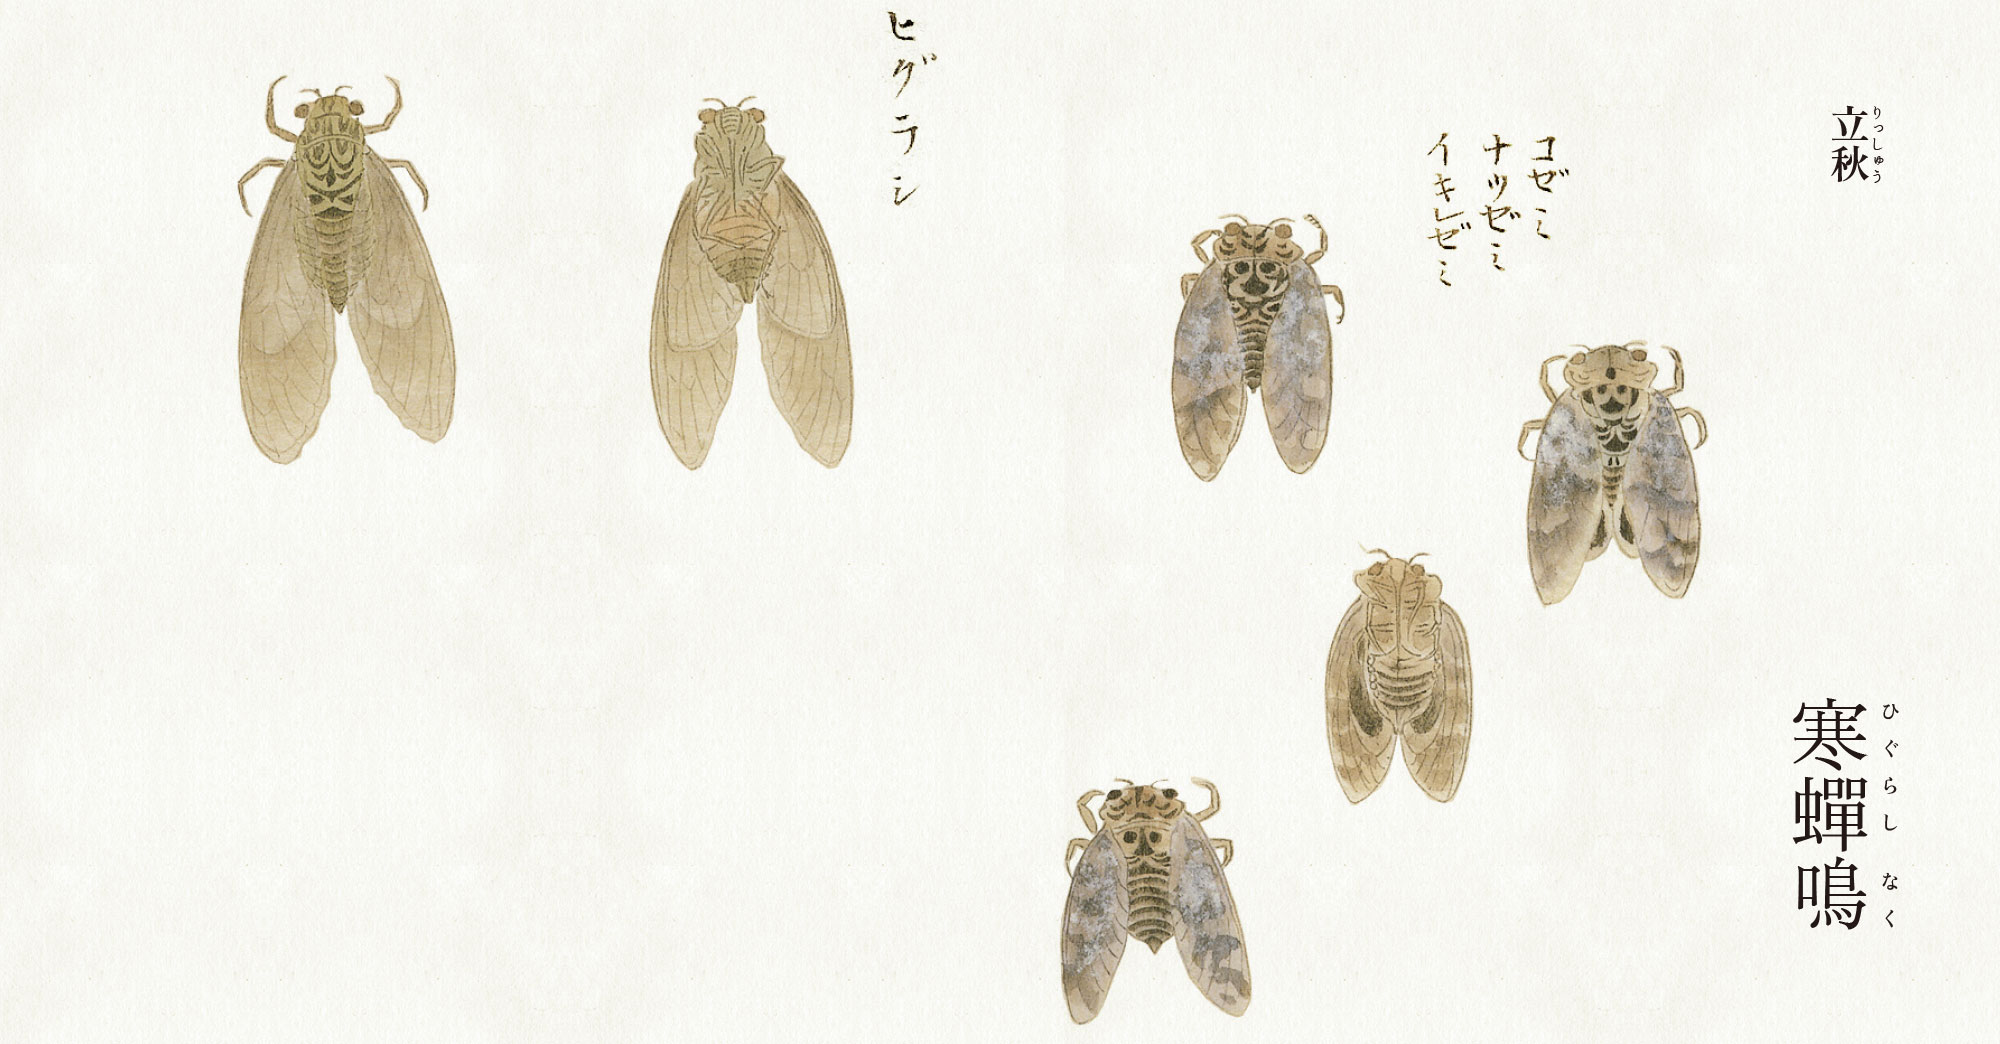 立秋
りっしゅう
寒蟬鳴
ひぐらしなく
コゼミ
ナツゼミ
イキレゼミ
ヒグラシ